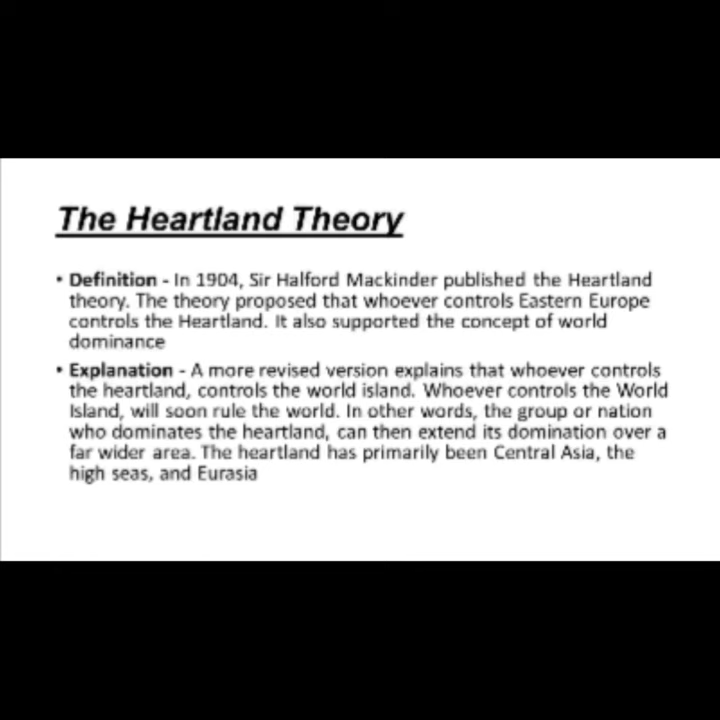 The Heartland Theory
• Definition - In 1904, Sir Halford Mackinder published the Heartland
theory. The theory proposed that whoever controls Eastern Europe
controls the Heartland. It also supported the concept of world
dominance
• Explanation - A more revised version explains that whoever controls
the heartland, controls the world island. Whoever controls the World
Island, will soon rule the world. In other words, the group or nation
who dominates the heartland, can then extend its domination over a
far wider area. The heartland has primarily been Central Asia, the
high seas, and Eurasia